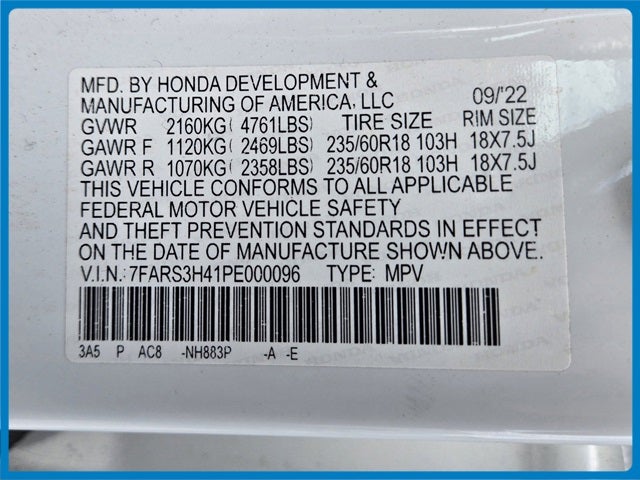 MFD. BY HONDA DEVELOPMENT &
MANUFACTURING OF AMERICA, LLC 09/'22
GVWR 2160KG( 4761LBS) TIRE SIZE RIM SIZE
GAWR F 1120KG( 2469LBS) 235/60R18 103H 18X7.5J
GAWR R 1070KG( 2358LBS) 235/60R18 103H 18X7.5J
THIS VEHICLE CONFORMS TO ALL APPLICABLE
FEDERAL MOTOR VEHICLE SAFETY
AND THEFT PREVENTION STANDARDS IN EFFECT
ON THE DATE OF MANUFACTURE SHOWN ABOVE.
V.I.N.: 7FARS3H41PE000096 TYPE: MPV
3A5 P AC8 -NH883P -A -E